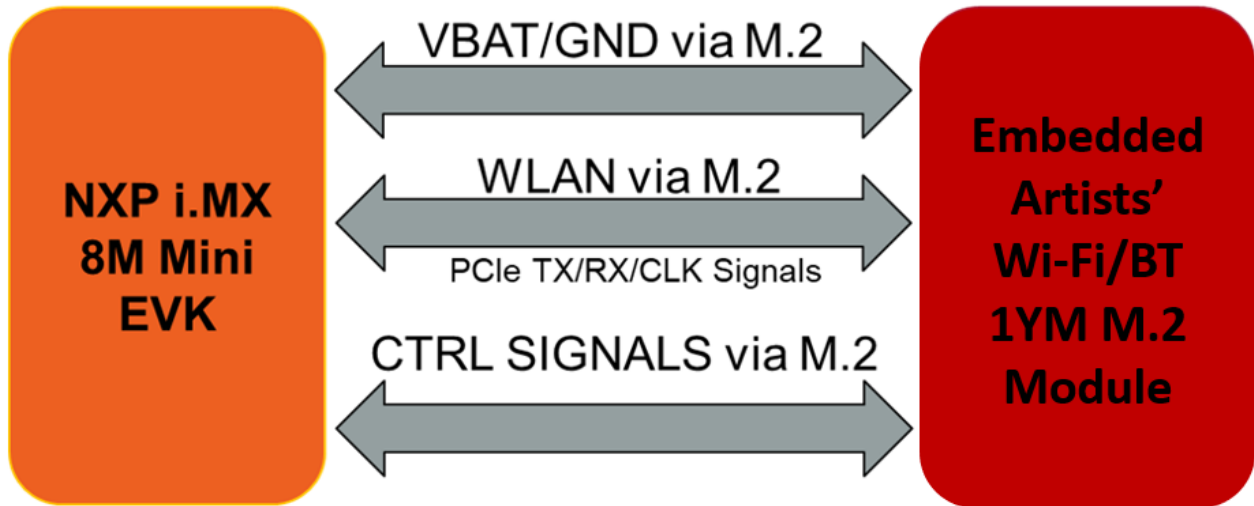 VBAT/GND via M.2
WLAN via M.2
PCIe TX/RX/CLK Signals
CTRL SIGNALS via M.2
NXP i.MX
8M Mini
EVK
Embedded
Artists’
Wi-Fi/BT
1YM M.2
Module